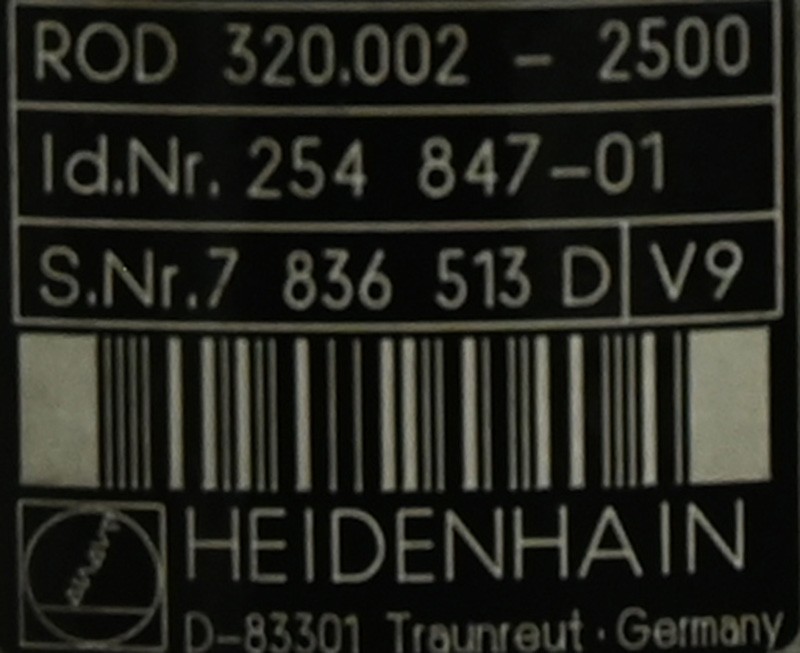 ROD 320.002 - 2500
Id.Nr. 254 847-01
S.Nr.7 836 513 D V9
HEIDENHAIN
D-83301 Traunreut · Germany